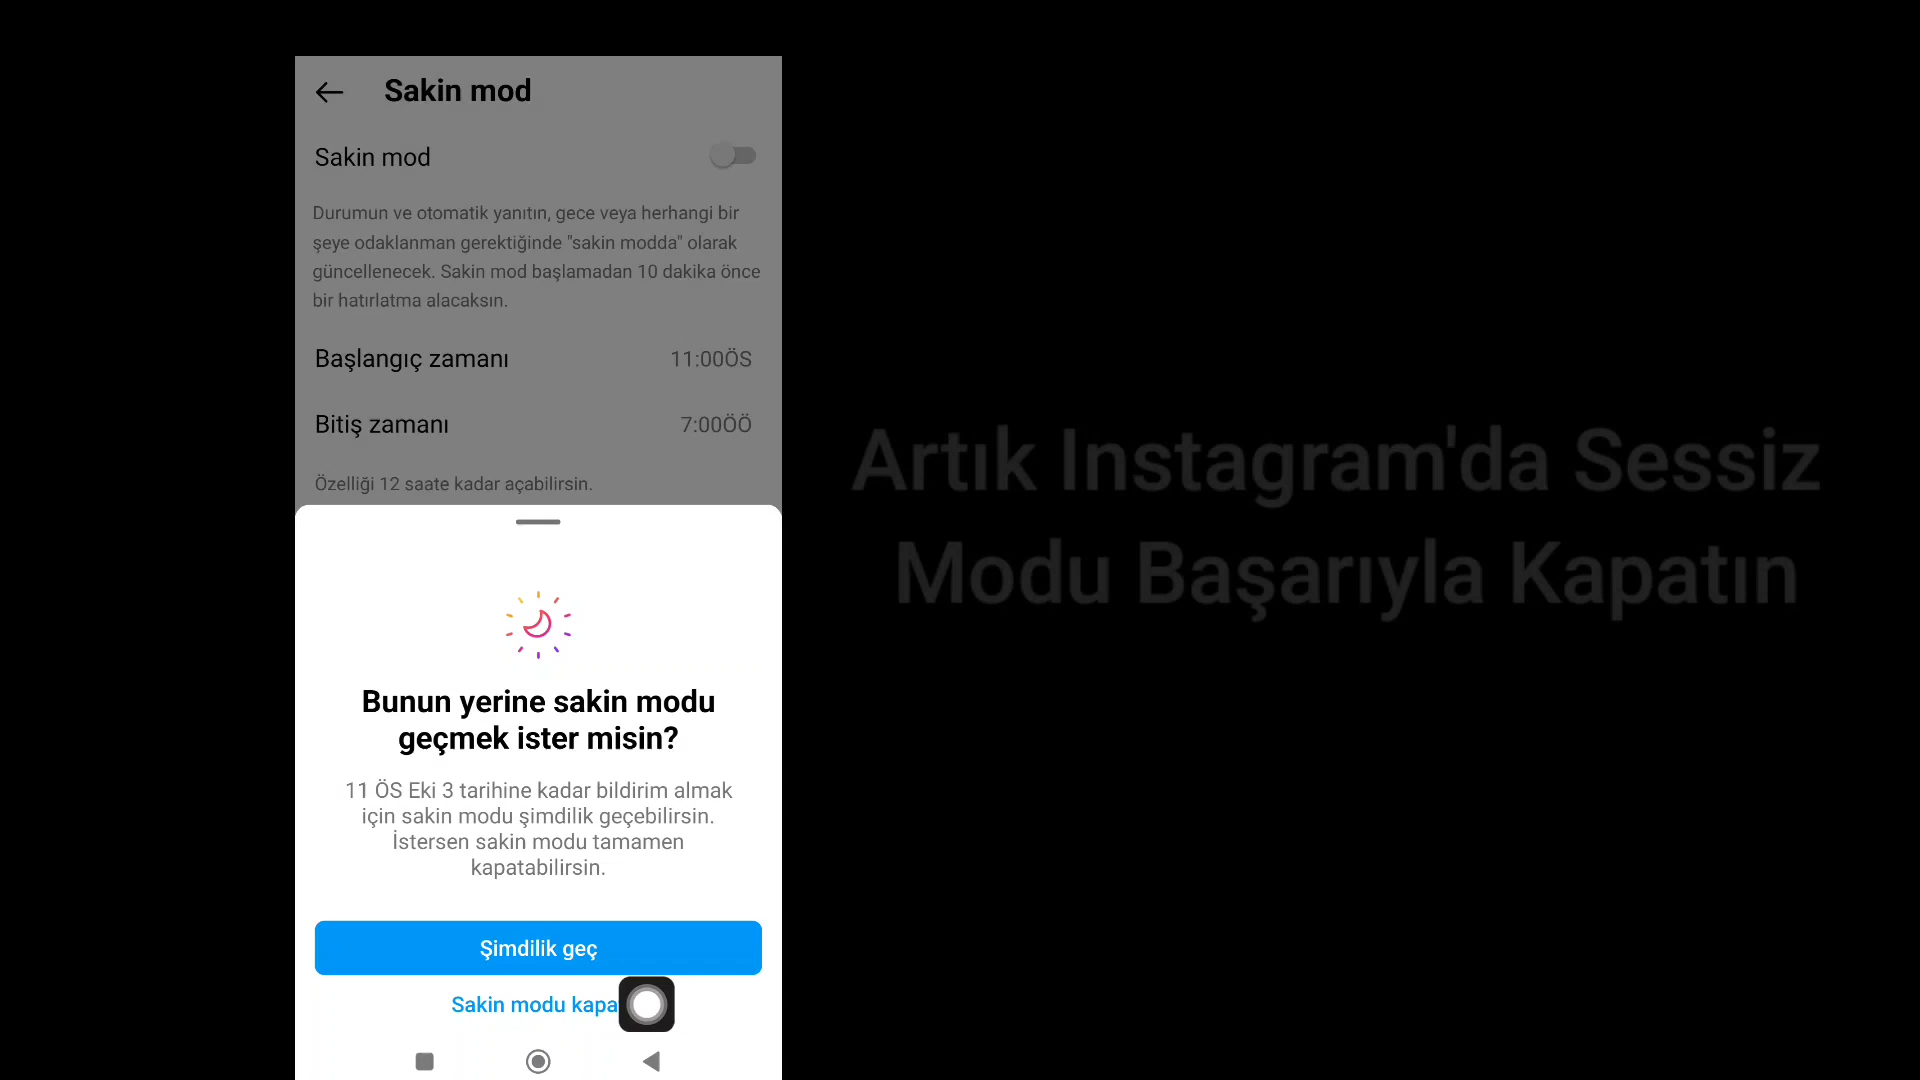 Sakin mod
Sakin mod
Durumun ve otomatik yanıtın, gece veya herhangi bir
şeye odaklanman gerektiğinde "sakin modda" olarak
güncellenecek. Sakin mod başlamadan 10 dakika önce
bir hatırlatma alacaksın.
Başlangıç zamanı 11:00ÖS
Bitiş zamanı 7:00ÖÖ
Özelliği 12 saate kadar açabilirsin.
Bunun yerine sakin modu
geçmek ister misin?
11 ÖS Eki 3 tarihine kadar bildirim almak
için sakin modu şimdilik geçebilirsin.
İstersen sakin modu tamamen
kapatabilirsin.
Şimdilik geç
Sakin modu kapa
Artık Instagram'da Sessiz
Modu Başarıyla Kapatın